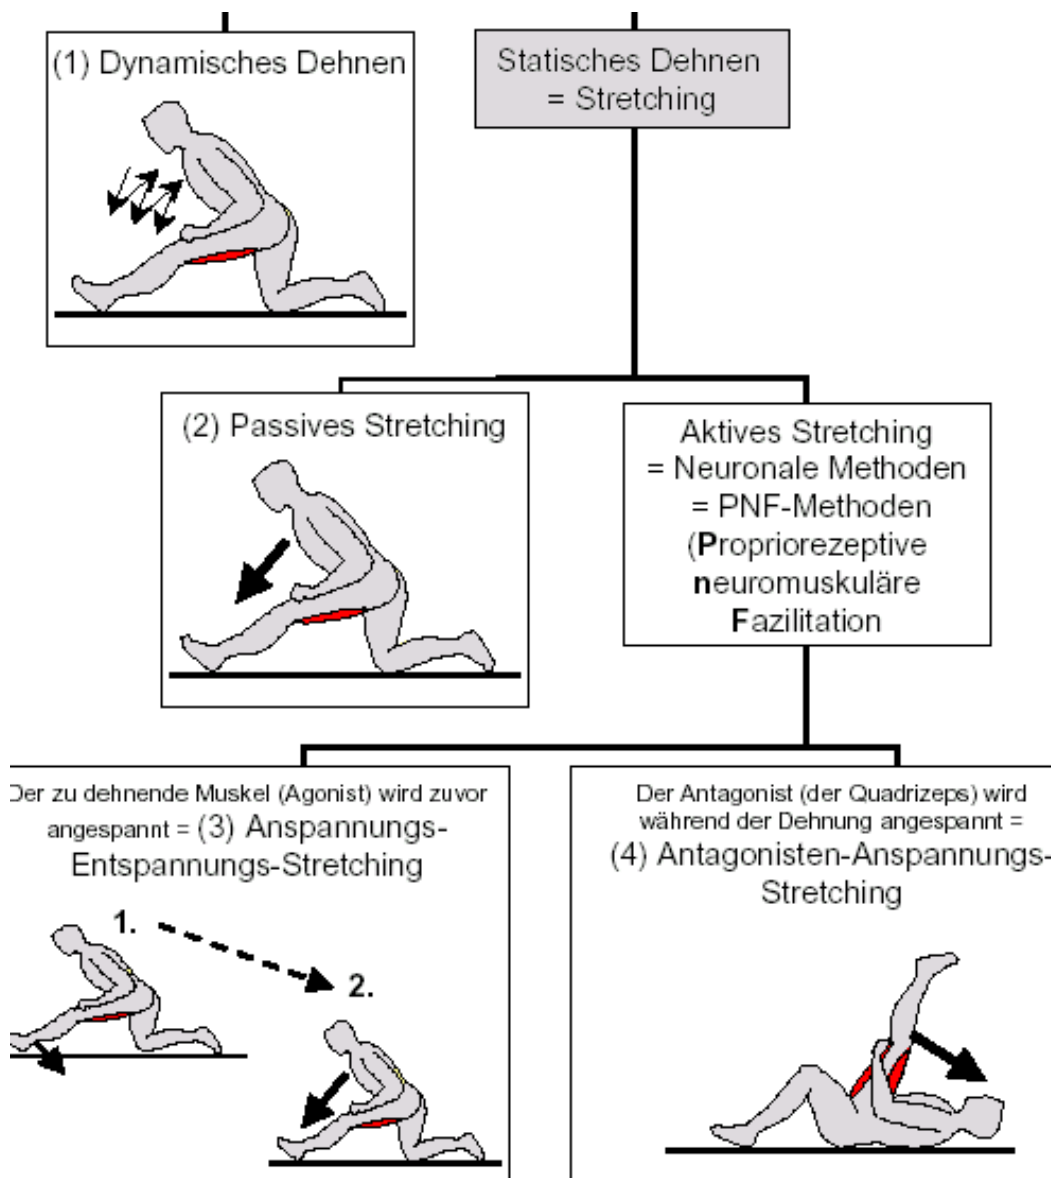 (1) Dynamisches Dehnen
Statisches Dehnen
= Stretching
(2) Passives Stretching
Aktives Stretching
= Neuronale Methoden
= PNF-Methoden
(Propriorezeptive
neuromuskuläre
Fazilitation
Der zu dehnende Muskel (Agonist) wird zuvor
angespannt = (3) Anspannungs-
Entspannungs-Stretching
1.
2.
Der Antagonist (der Quadrizeps) wird
während der Dehnung angespannt =
(4) Antagonisten-Anspannungs-
Stretching